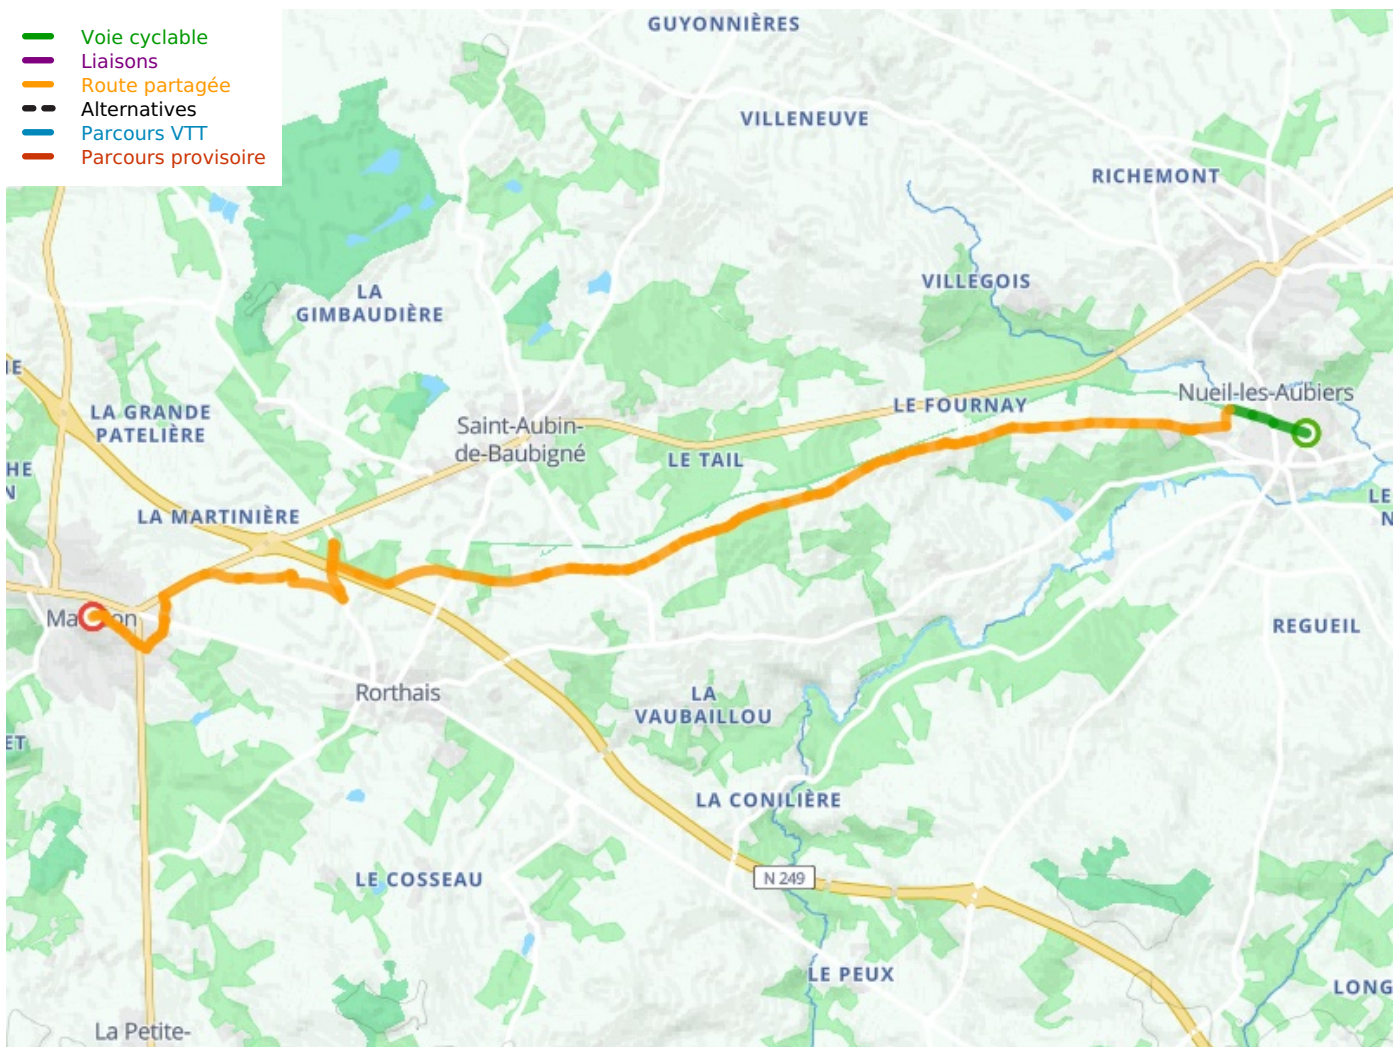 Voie cyclable
Liaisons
Route partagée
Alternatives
Parcours VTT
Parcours provisoire
GUYONNIÈRES
VILLENEUVE
RICHEMONT
VILLEGOIS
LA
GIMBAUDIÈRE
Nueil-les-Aubiers
LE FOURNAY
LA GRANDE
PATELIÈRE
Saint-Aubin-
de-Baubigné
LE TAIL
LA MARTINIÈRE
REGUEIL
Rorthais
LA
VAUBAILLOU
LA CONILIÈRE
N 249
LE COSSEAU
LE PEUX
LONG
La Petite-